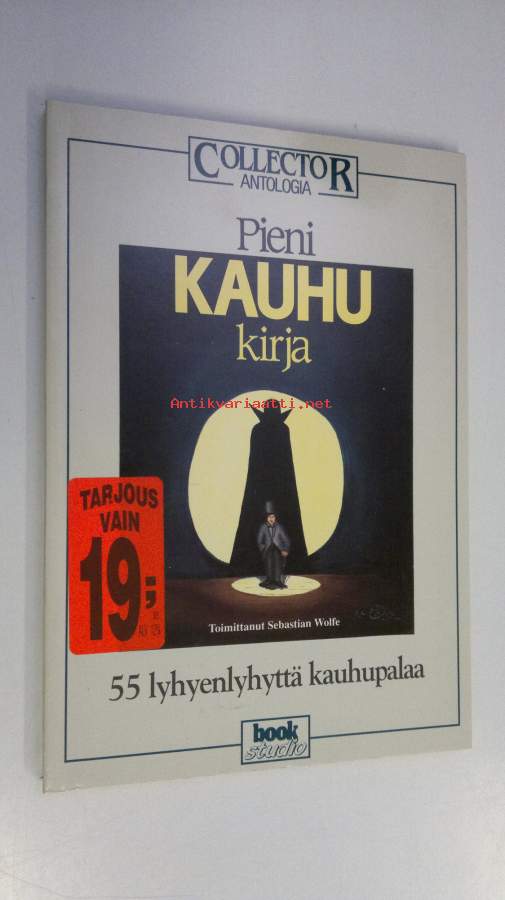 COLLECTOR
ANTOLOGIA
Pieni
KAUHU
kirja
Antikvariaatti.net
TARJOUS
VAIN
19,-
Toimittanut Sebastian Wolfe
55 lyhyenlyhyttä kauhupalaa
book
studio